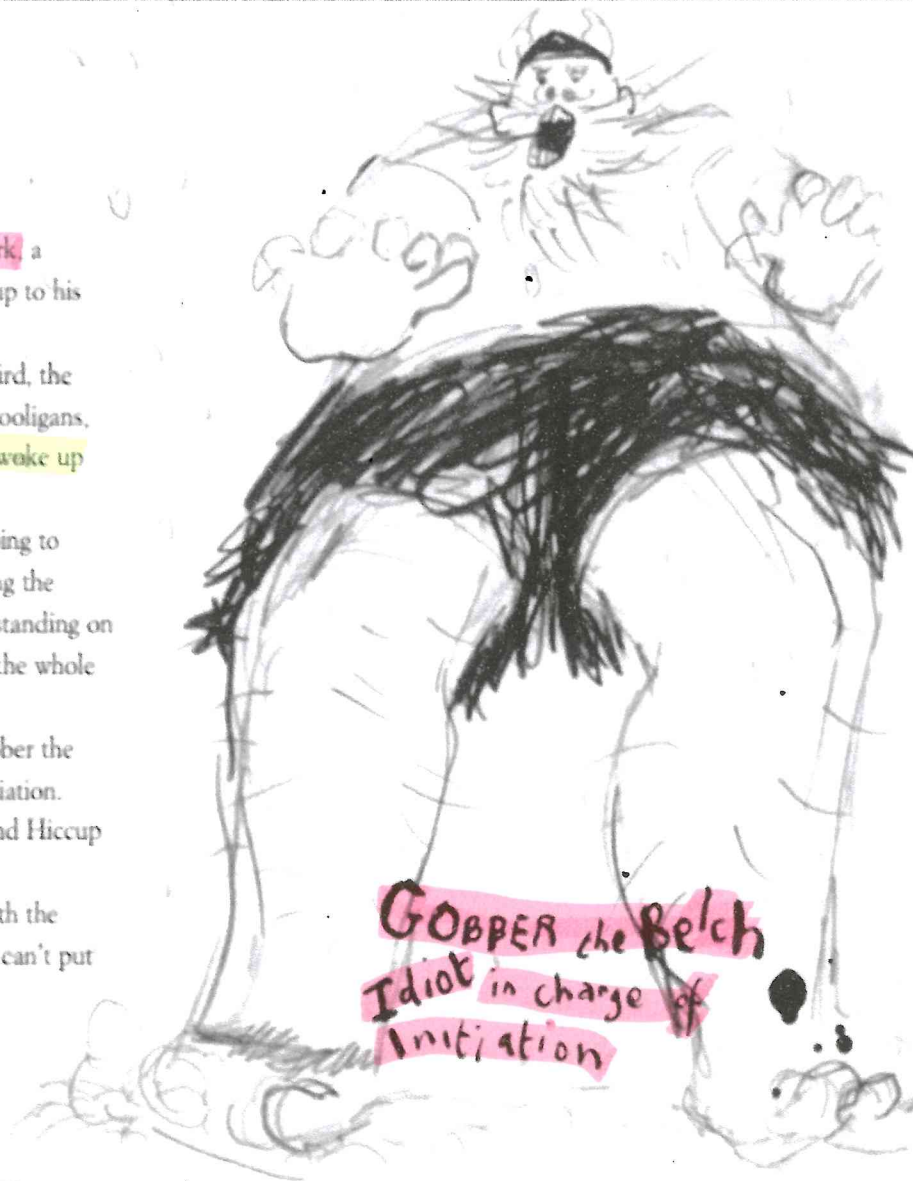 rk, a
up to his
ird, the
ooligans,
woke up
ing to
g the
standing on
the whole
ber the
iation.
nd Hiccup
th the
can't put
GOBBER the Belch
Idiot in charge of
Initiation